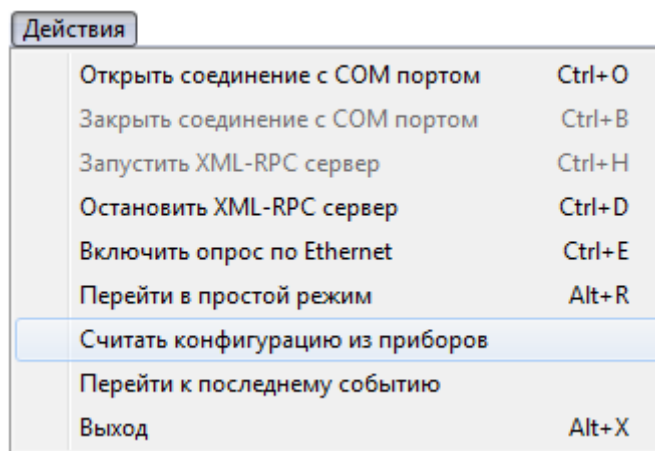 Действия
Открыть соединение с COM портом Ctrl+O
Закрыть соединение с COM портом Ctrl+B
Запустить XML-RPC сервер Ctrl+H
Остановить XML-RPC сервер Ctrl+D
Включить опрос по Ethernet Ctrl+E
Перейти в простой режим Alt+R
Считать конфигурацию из приборов
Перейти к последнему событию
Выход Alt+X